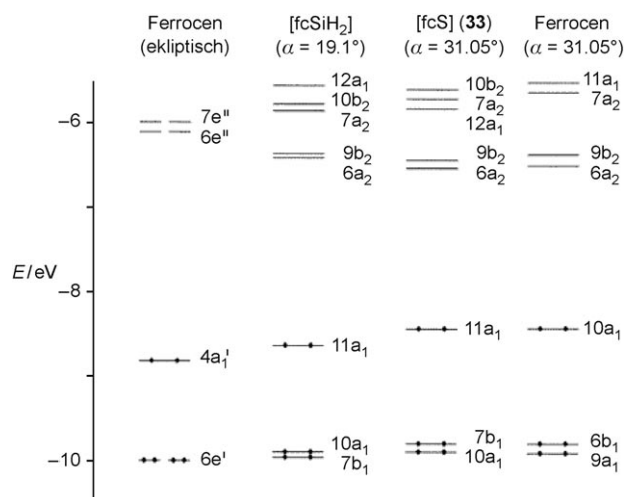 Ferrocen
(ekliptisch)
[fcSiH₂]
(α = 19.1°)
[fcS] (33)
(α = 31.05°)
Ferrocen
(α = 31.05°)
E/eV
–6
–8
–10
7e"
6e"
4a₁'
6e'
12a₁
10b₂
7a₂
9b₂
6a₂
11a₁
10a₁
7b₁
10b₂
7a₂
12a₁
9b₂
6a₂
11a₁
7b₁
10a₁
11a₁
7a₂
9b₂
6a₂
10a₁
6b₁
9a₁